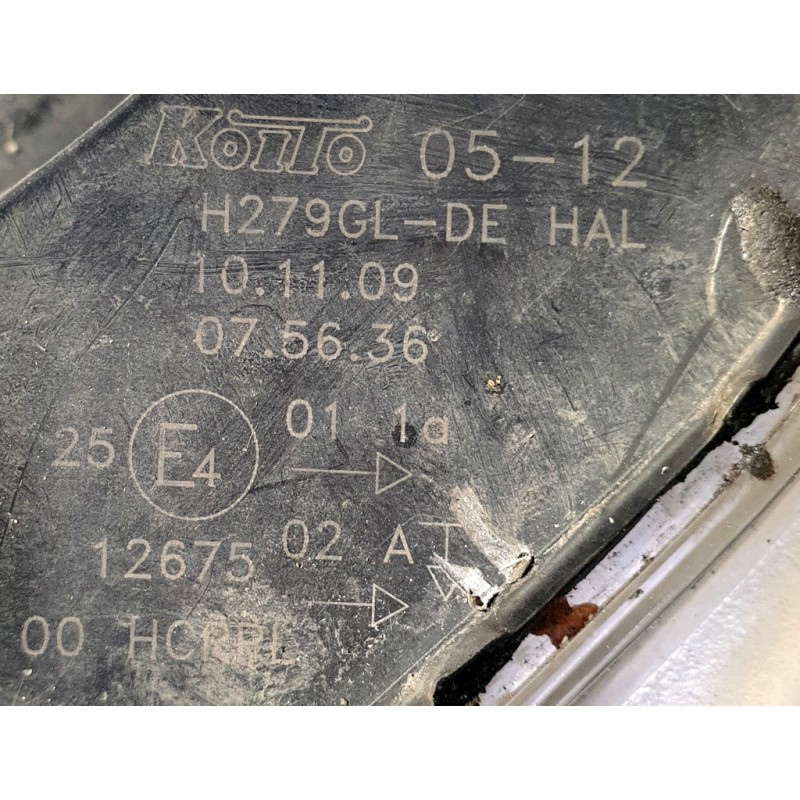 KOITO 05-12
H279GL-DE HAL
10.11.09
07.56.36
25 E4 01 1a
12675 02 A
00 HCRPL